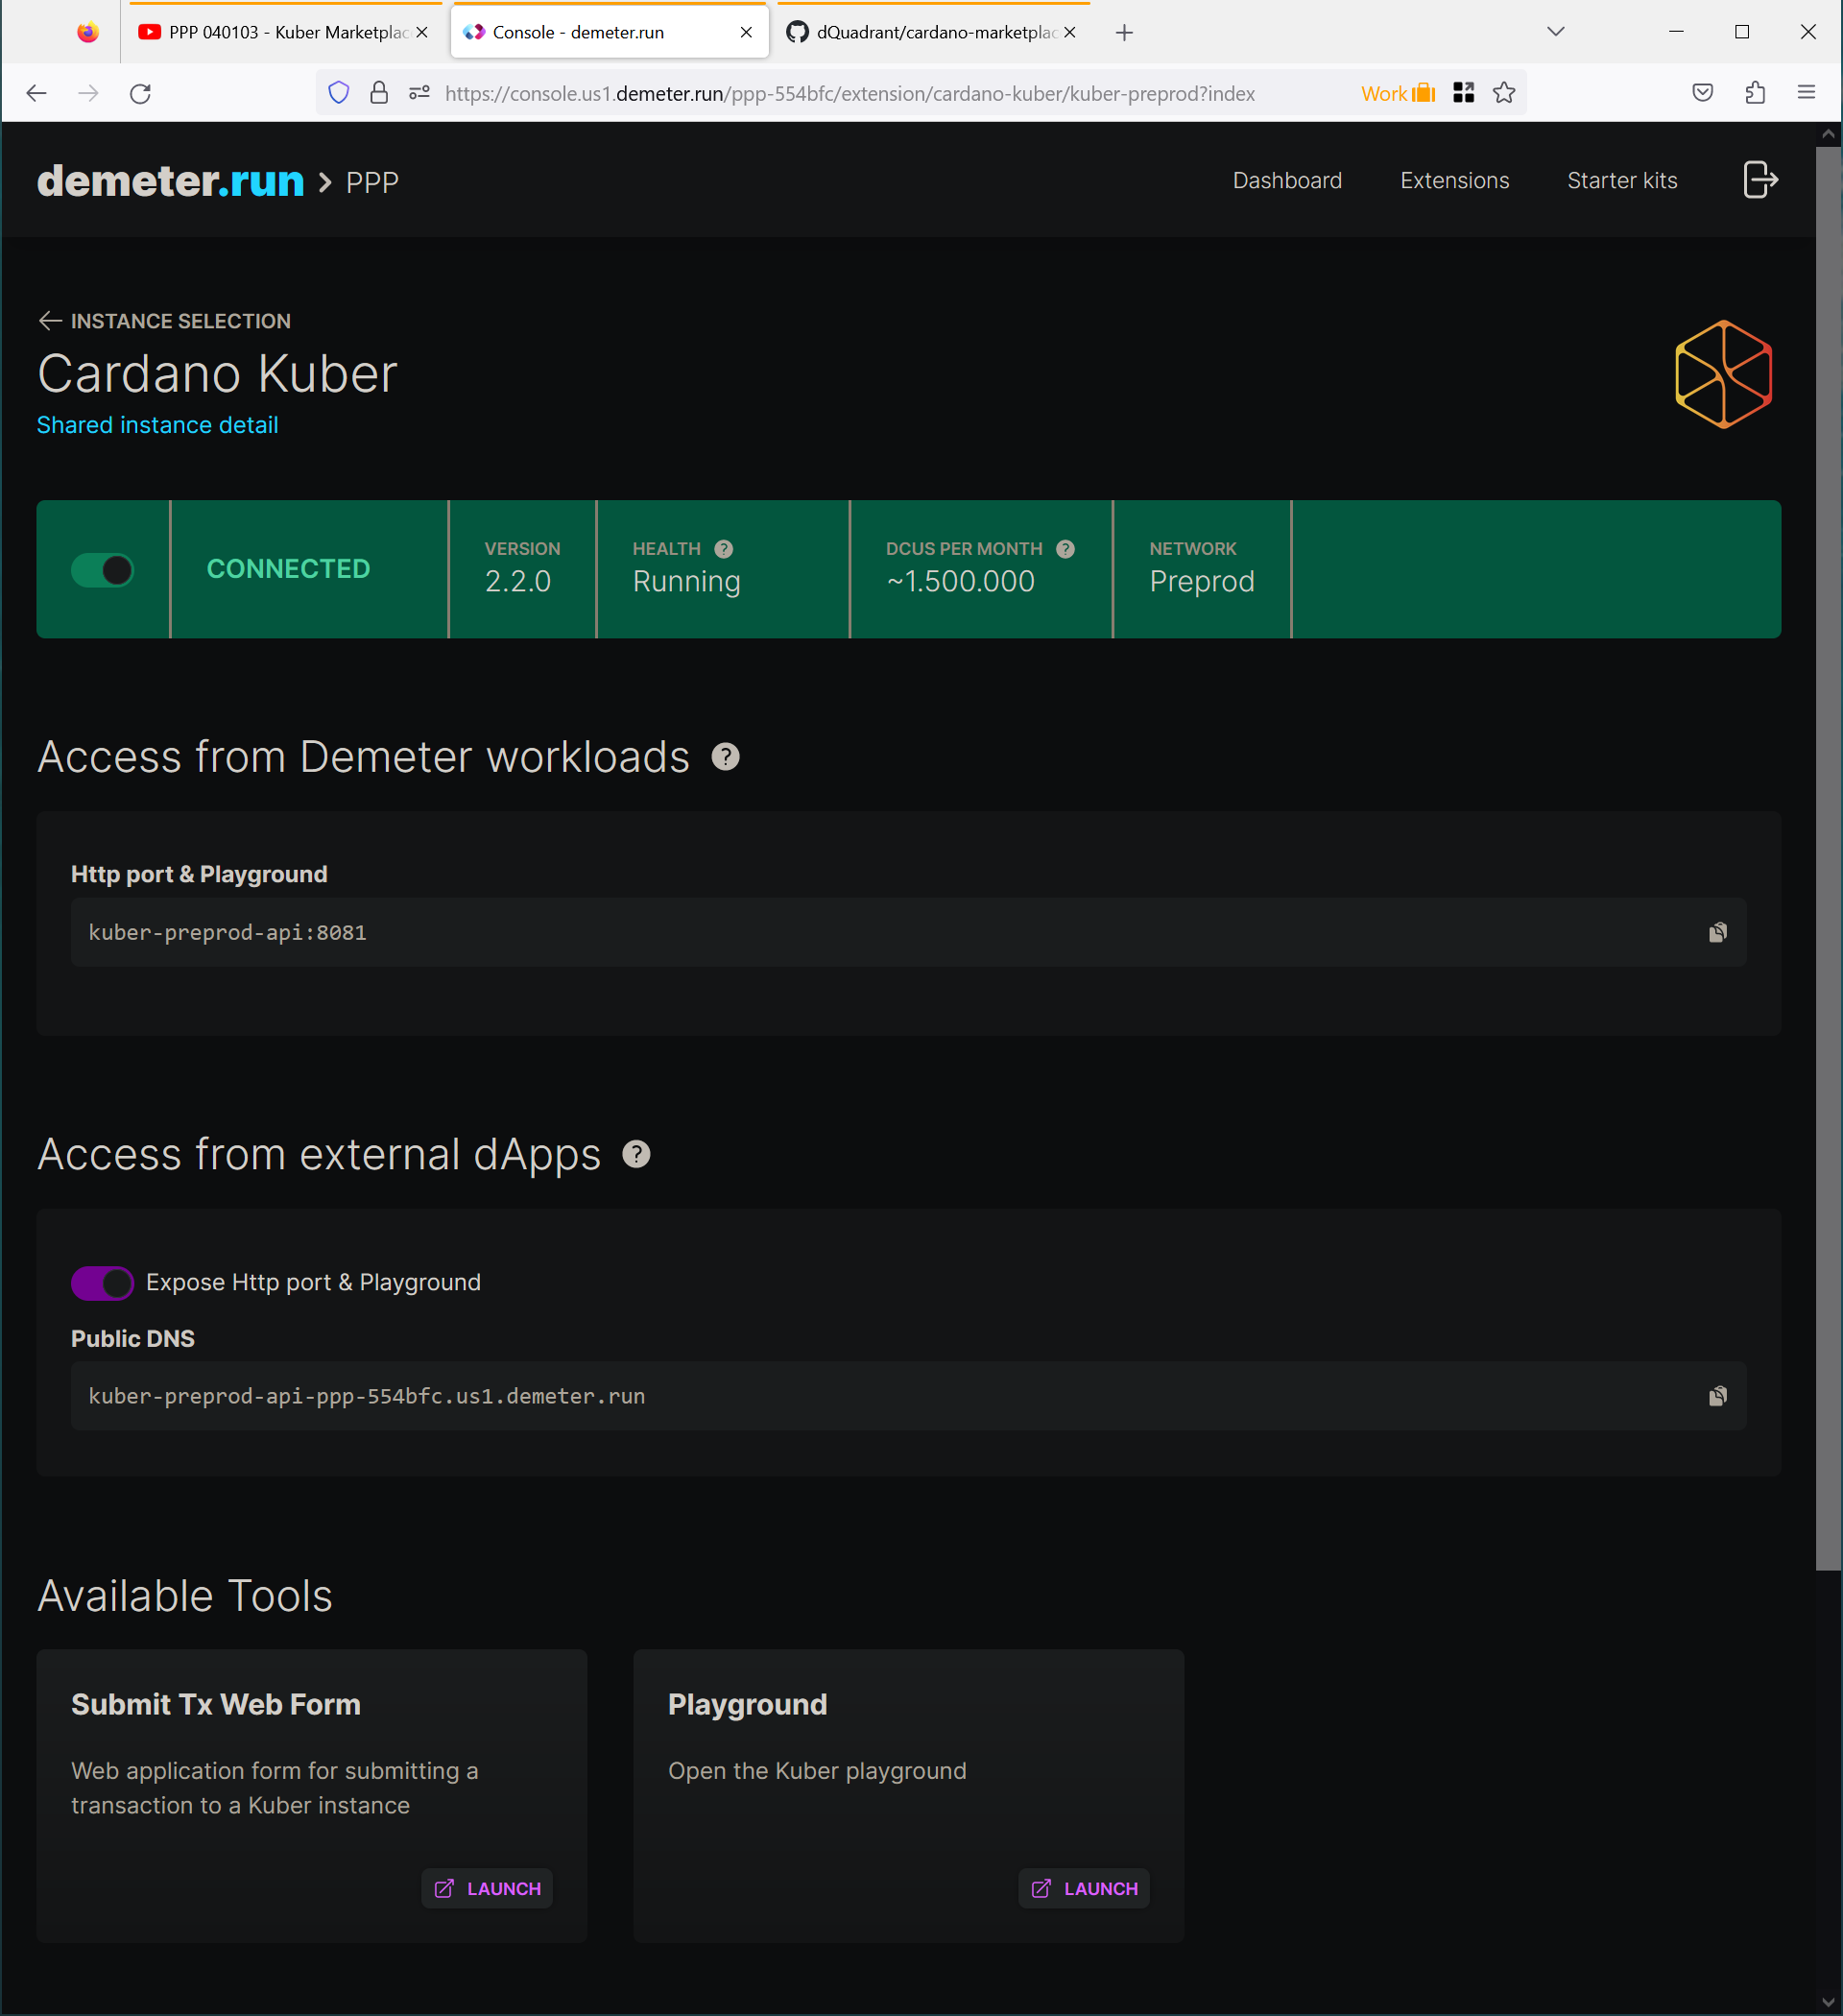 PPP 040103 - Kuber Marketplac
Console - demeter.run
dQuadrant/cardano-marketplac
https://console.us1.demeter.run/ppp-554bfc/extension/cardano-kuber/kuber-preprod?index
Work
demeter.run > PPP
Dashboard
Extensions
Starter kits
INSTANCE SELECTION
Cardano Kuber
Shared instance detail
CONNECTED
VERSION
2.2.0
HEALTH ?
Running
DCUS PER MONTH ?
~1.500.000
NETWORK
Preprod
Access from Demeter workloads ?
Http port & Playground
kuber-preprod-api:8081
Access from external dApps ?
Expose Http port & Playground
Public DNS
kuber-preprod-api-ppp-554bfc.us1.demeter.run
Available Tools
Submit Tx Web Form
Web application form for submitting a
transaction to a Kuber instance
LAUNCH
Playground
Open the Kuber playground
LAUNCH